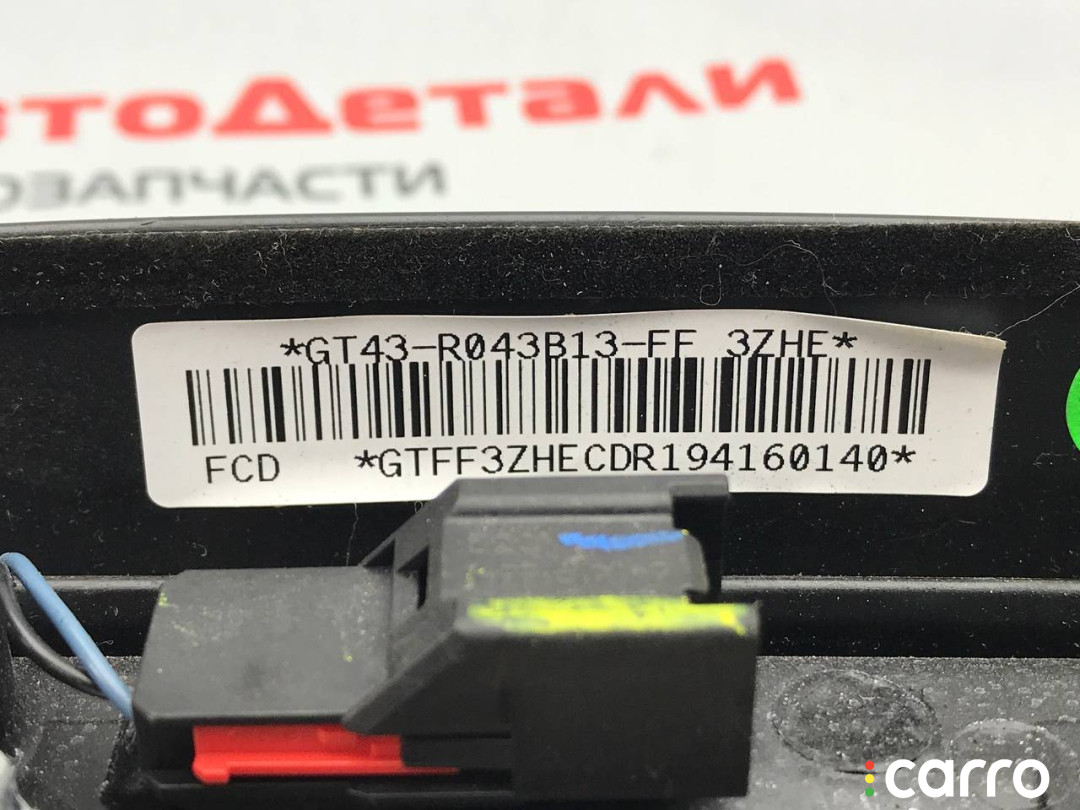 втоДетали
ОЗАПЧАСТИ
*GT43-R043B13-FF 3ZHE*
FCD *GTFF3ZHECDR194160140*
carro